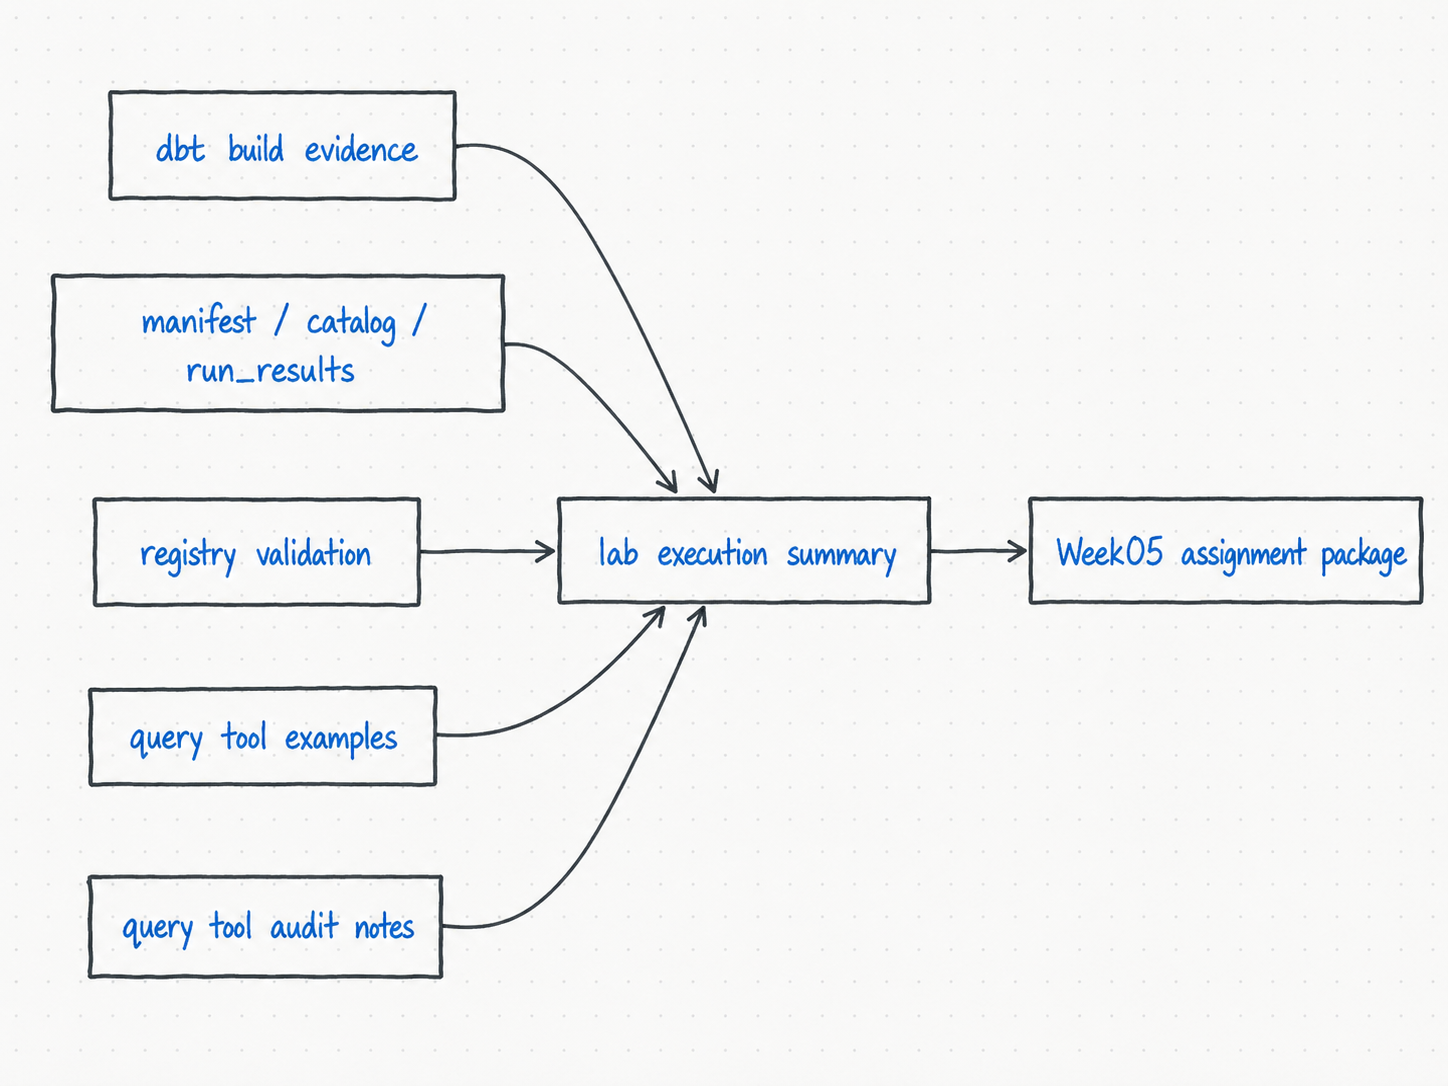 dbt build evidence
manifest / catalog /
run_results
registry validation
lab execution summary
Week05 assignment package
query tool examples
query tool audit notes